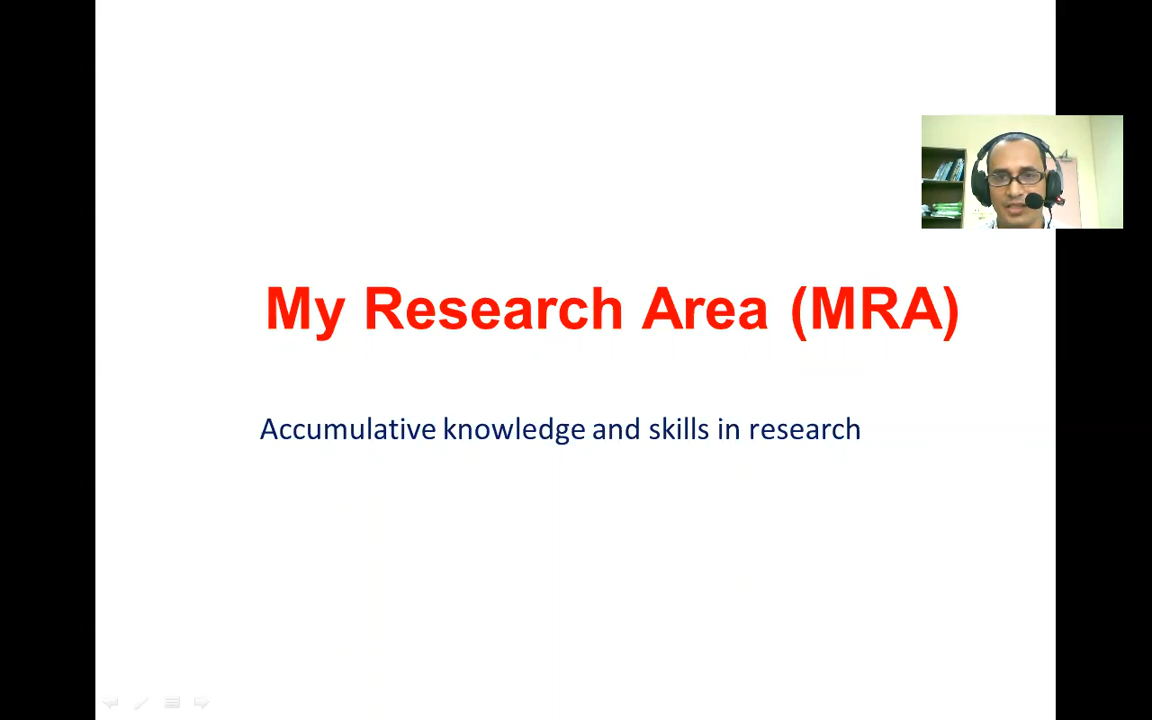 My Research Area (MRA)
Accumulative knowledge and skills in research